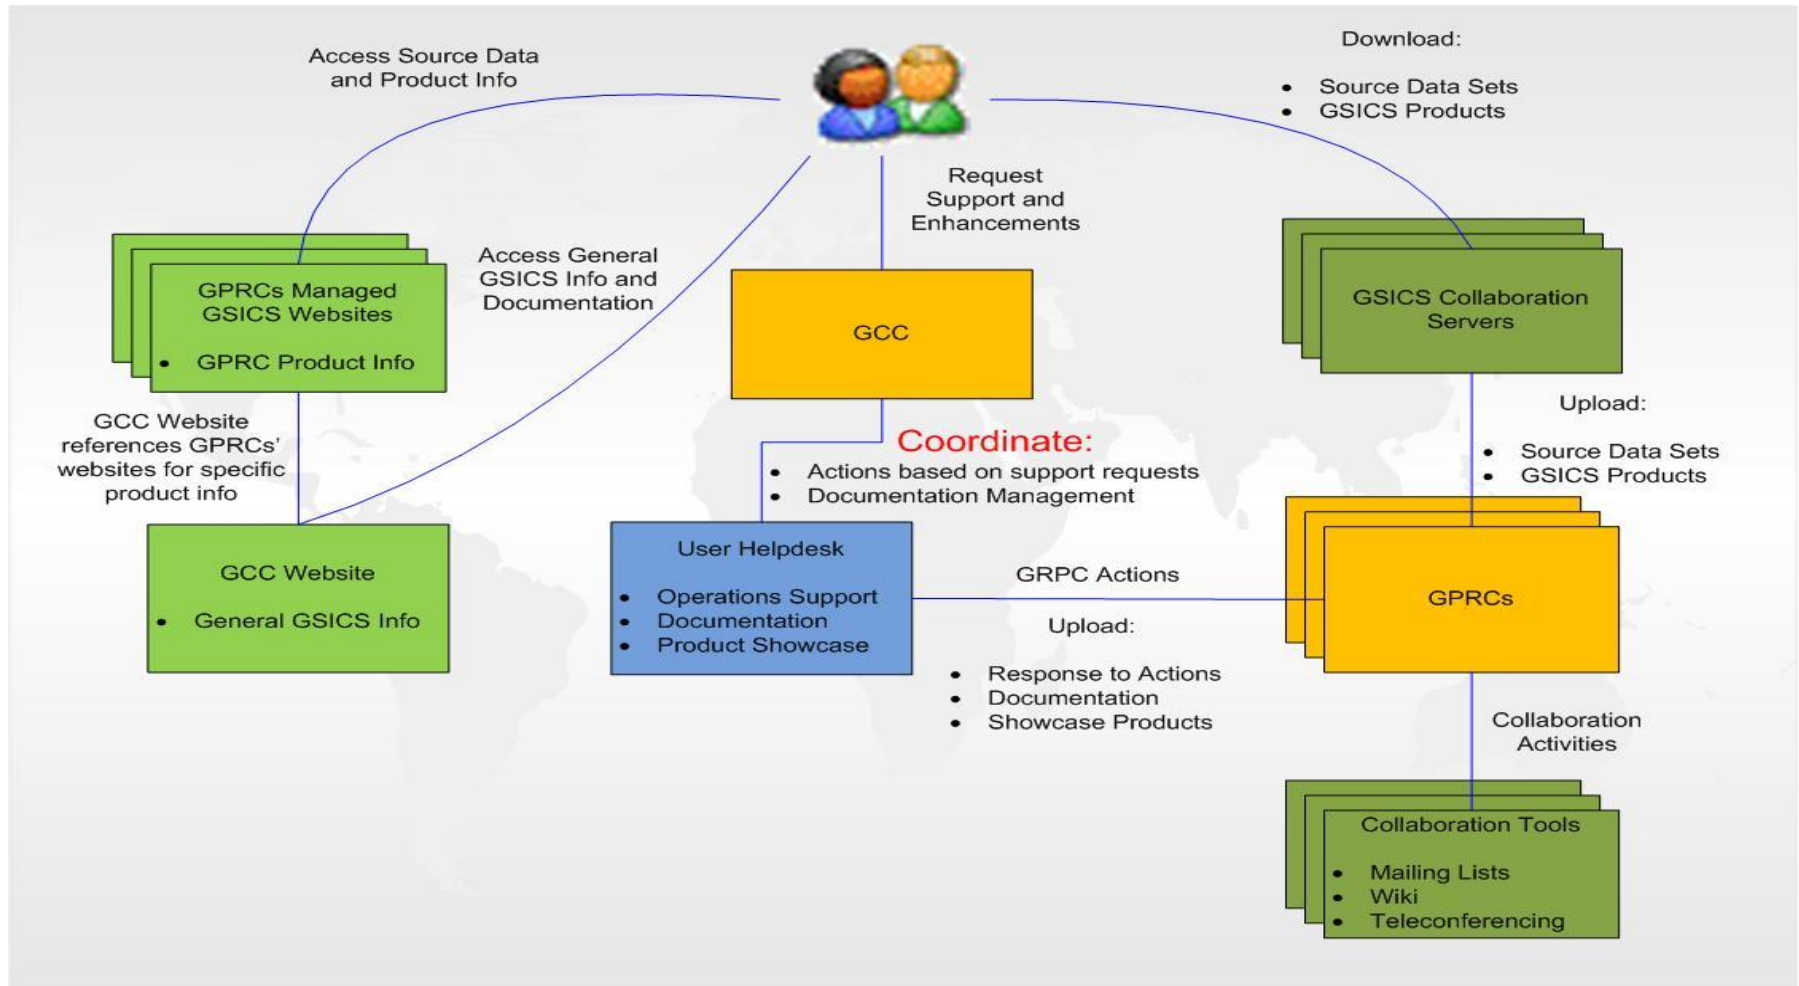 Access Source Data
and Product Info
Download:
• Source Data Sets
• GSICS Products
Request
Support and
Enhancements
Access General
GSICS Info and
Documentation
GPRCs Managed
GSICS Websites
• GPRC Product Info
GCC
GSICS Collaboration
Servers
GCC Website
references GPRCs'
websites for specific
product info
Coordinate:
• Actions based on support requests
• Documentation Management
Upload:
• Source Data Sets
• GSICS Products
GCC Website
• General GSICS Info
User Helpdesk
• Operations Support
• Documentation
• Product Showcase
GRPC Actions
Upload:
• Response to Actions
• Documentation
• Showcase Products
GPRCs
Collaboration
Activities
Collaboration Tools
• Mailing Lists
• Wiki
• Teleconferencing